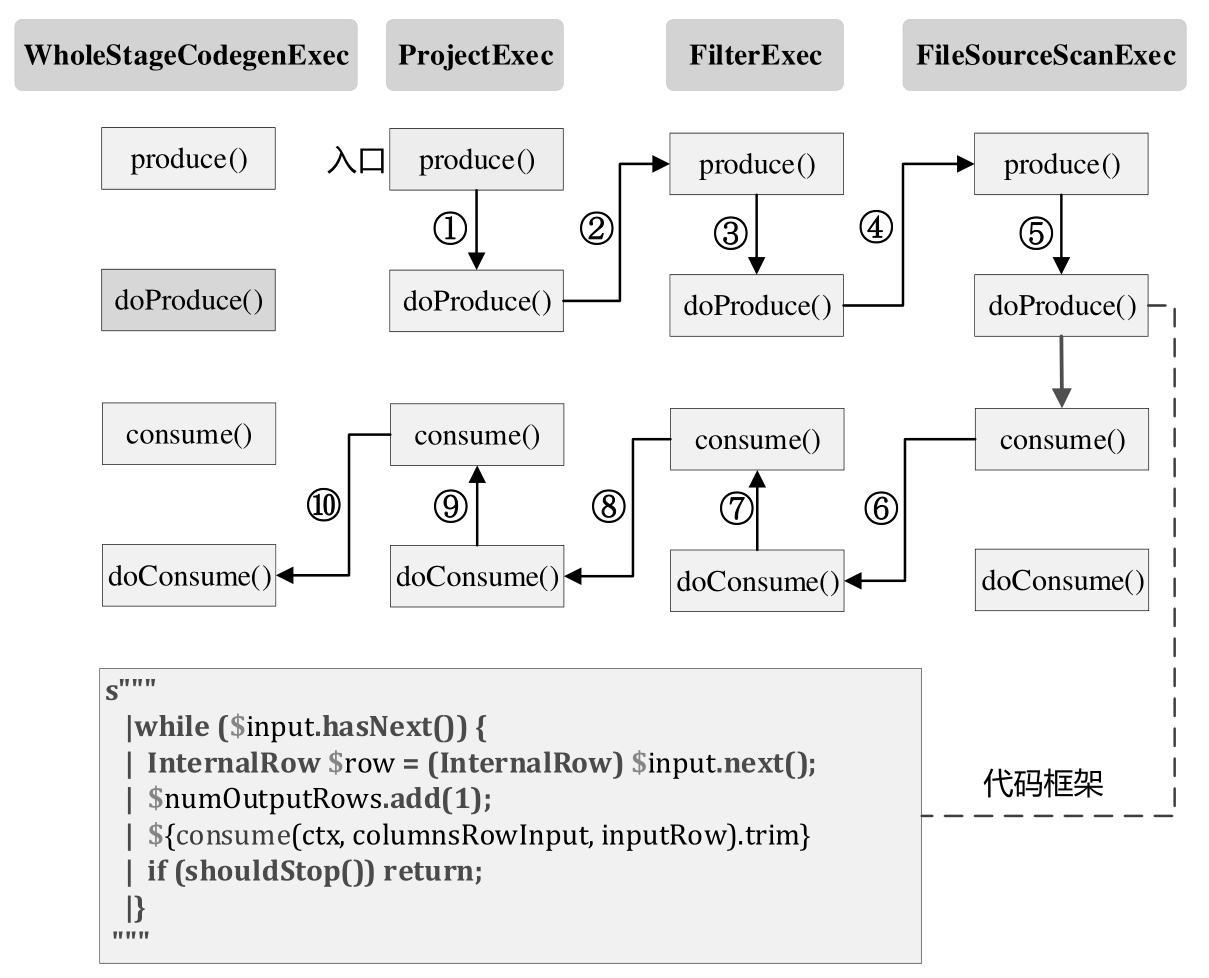 WholeStageCodegenExec ProjectExec FilterExec FileSourceScanExec
produce() 入口 produce() produce() produce()
① ② ③ ④ ⑤
doProduce() doProduce() doProduce() doProduce()
consume() consume() consume() consume()
⑩ ⑨ ⑧ ⑦ ⑥
doConsume() doConsume() doConsume() doConsume()
s"""
|while ($input.hasNext()) {
| InternalRow $row = (InternalRow) $input.next();
| $numOutputRows.add(1);
| ${consume(ctx, columnsRowInput, inputRow).trim}
| if (shouldStop()) return;
|}
"""
代码框架